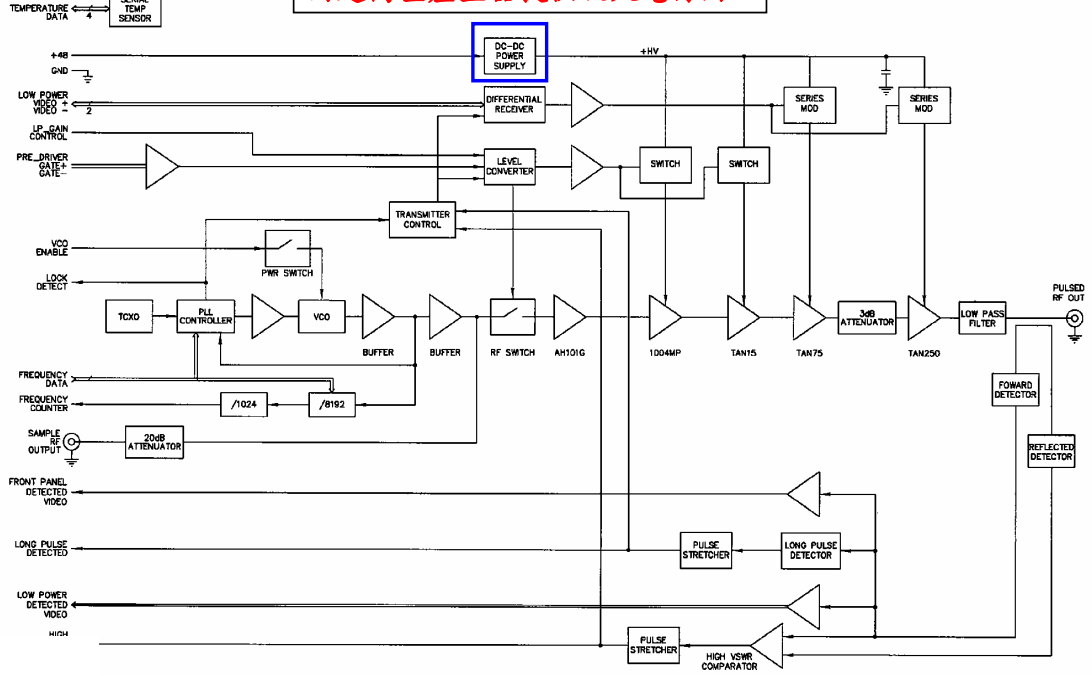 TEMPERATURE
DATA
4
TEMP
SENSOR
+48
GND
DC-DC
POWER
SUPPLY
+HV
LOW POWER
VIDEO +
VIDEO -
2
DIFFERENTIAL
RECEIVER
SERIES
MOD
SERIES
MOD
LP_GAIN
CONTROL
PRE_DRIVER
GATE+
GATE-
LEVEL
CONVERTER
SWITCH
SWITCH
TRANSMITTER
CONTROL
VCO
ENABLE
PWR SWITCH
LOCK
DETECT
TCXO
PLL
CONTROLLER
VCO
BUFFER
BUFFER
RF SWITCH
AH101G
1004MP
TAN15
TAN75
3dB
ATTENUATOR
TAN250
LOW PASS
FILTER
PULSED
RF OUT
FREQUENCY
DATA
FREQUENCY
COUNTER
/1024
/8192
FOWARD
DETECTOR
SAMPLE
RF
OUTPUT
20dB
ATTENUATOR
REFLECTED
DETECTOR
FRONT PANEL
DETECTED
VIDEO
LONG PULSE
DETECTED
PULSE
STRETCHER
LONG PULSE
DETECTOR
LOW POWER
DETECTED
VIDEO
HIGH
PULSE
STRETCHER
HIGH VSWR
COMPARATOR